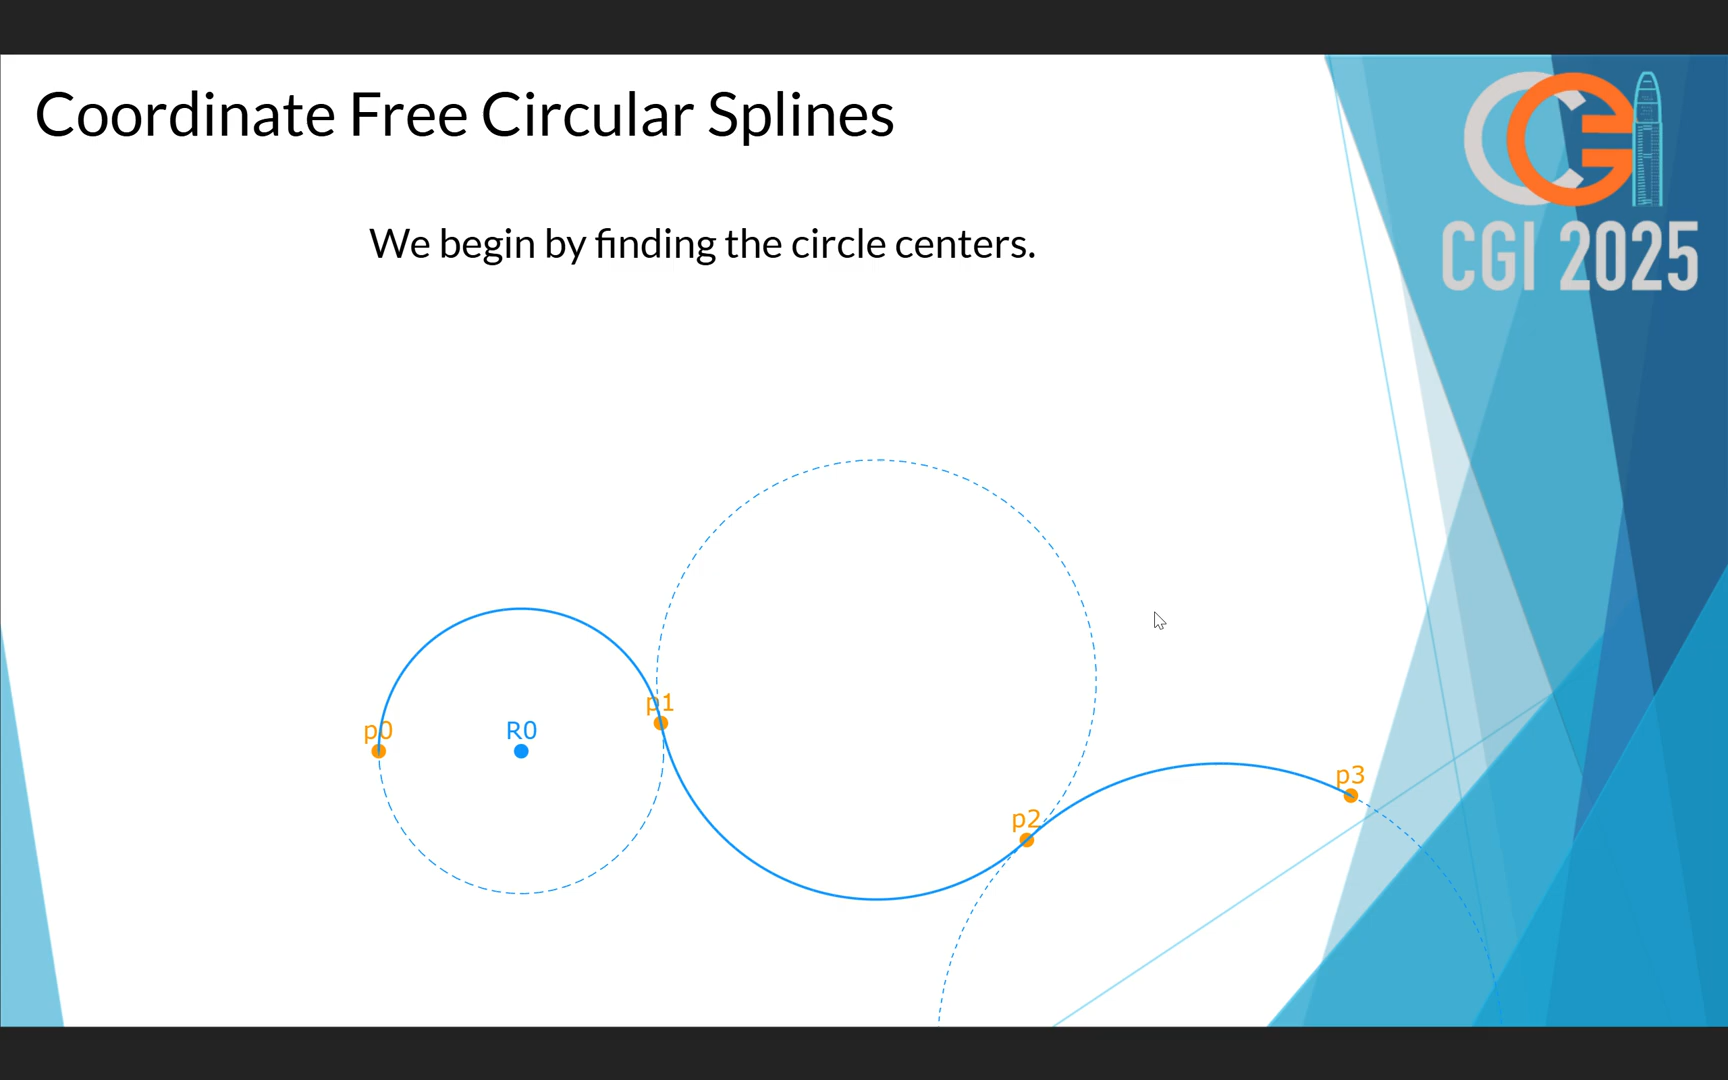 Coordinate Free Circular Splines
CGI 2025
We begin by finding the circle centers.
p0
R0
p1
p2
p3